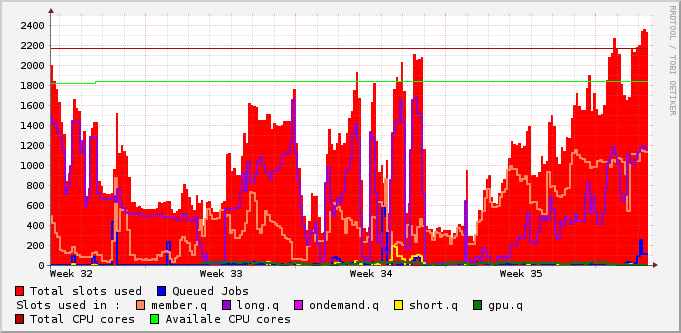 RRDTOOL / TOBI OETIKER
2400
2200
2000
1800
1600
1400
1200
1000
800
600
400
200
0
Week 32 Week 33 Week 34 Week 35
Total slots used Queued Jobs
Slots used in : member.q long.q ondemand.q short.q gpu.q
Total CPU cores Availale CPU cores